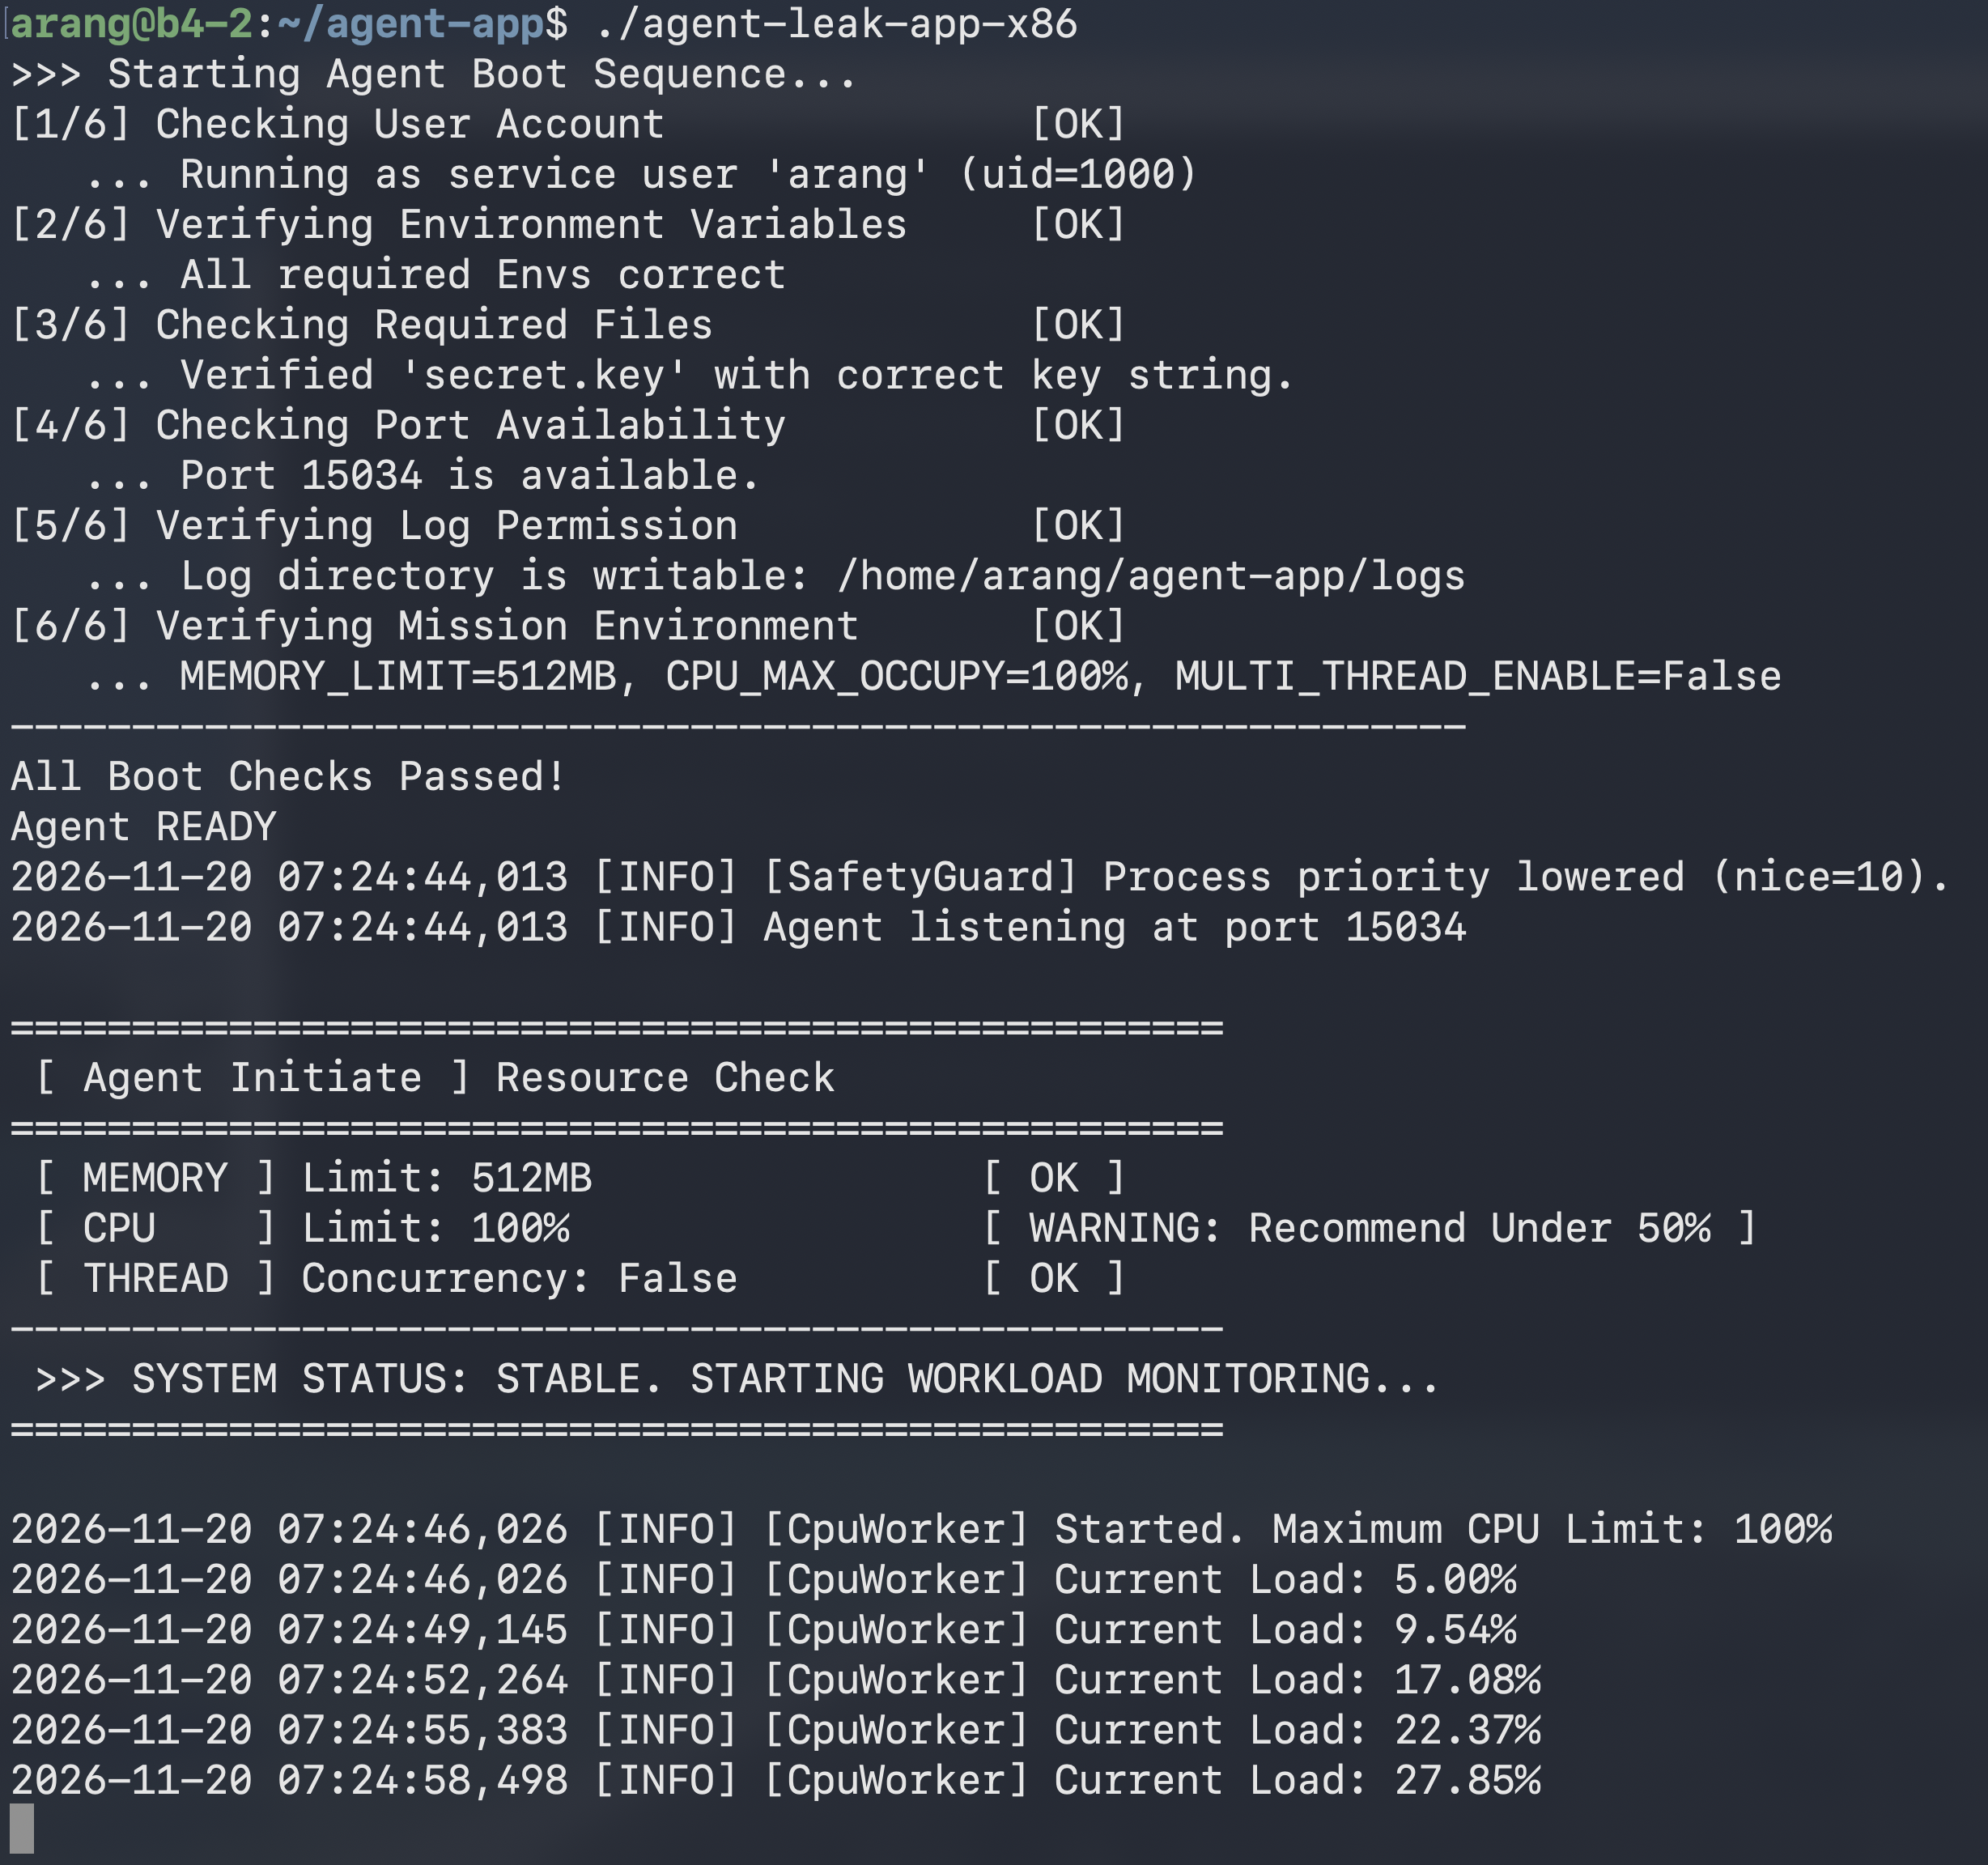 arang@b4-2:~/agent-app$ ./agent-leak-app-x86
>>> Starting Agent Boot Sequence...
[1/6] Checking User Account               [OK]
   ... Running as service user 'arang' (uid=1000)
[2/6] Verifying Environment Variables     [OK]
   ... All required Envs correct
[3/6] Checking Required Files             [OK]
   ... Verified 'secret.key' with correct key string.
[4/6] Checking Port Availability          [OK]
   ... Port 15034 is available.
[5/6] Verifying Log Permission            [OK]
   ... Log directory is writable: /home/arang/agent-app/logs
[6/6] Verifying Mission Environment       [OK]
   ... MEMORY_LIMIT=512MB, CPU_MAX_OCCUPY=100%, MULTI_THREAD_ENABLE=False
------------------------------------------------------------
All Boot Checks Passed!
Agent READY
2026-11-20 07:24:44,013 [INFO] [SafetyGuard] Process priority lowered (nice=10).
2026-11-20 07:24:44,013 [INFO] Agent listening at port 15034
==================================================
 [ Agent Initiate ] Resource Check
==================================================
 [ MEMORY ] Limit: 512MB                [ OK ]
 [ CPU    ] Limit: 100%                 [ WARNING: Recommend Under 50% ]
 [ THREAD ] Concurrency: False          [ OK ]
--------------------------------------------------
 >>> SYSTEM STATUS: STABLE. STARTING WORKLOAD MONITORING...
==================================================
2026-11-20 07:24:46,026 [INFO] [CpuWorker] Started. Maximum CPU Limit: 100%
2026-11-20 07:24:46,026 [INFO] [CpuWorker] Current Load: 5.00%
2026-11-20 07:24:49,145 [INFO] [CpuWorker] Current Load: 9.54%
2026-11-20 07:24:52,264 [INFO] [CpuWorker] Current Load: 17.08%
2026-11-20 07:24:55,383 [INFO] [CpuWorker] Current Load: 22.37%
2026-11-20 07:24:58,498 [INFO] [CpuWorker] Current Load: 27.85%